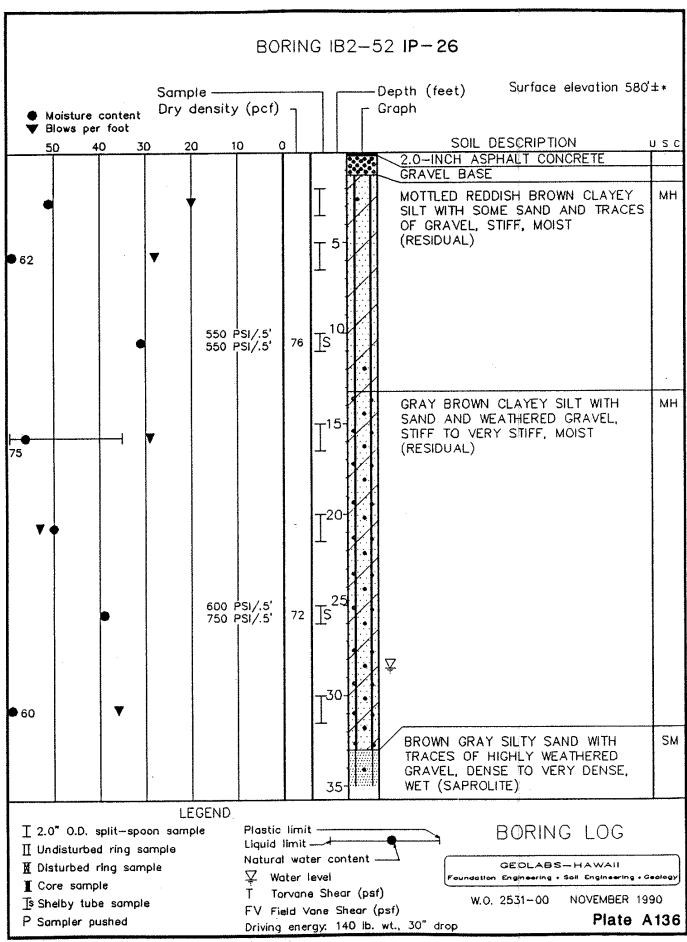 BORING IB2-52 IP-26
Surface elevation 580'±*
Sample
Depth (feet)
Dry density (pcf)
Graph
● Moisture content
▼ Blows per foot
50 40 30 20 10 0
SOIL DESCRIPTION U S C
2.0-INCH ASPHALT CONCRETE
GRAVEL BASE
MOTTLED REDDISH BROWN CLAYEY MH
SILT WITH SOME SAND AND TRACES
OF GRAVEL, STIFF, MOIST
(RESIDUAL)
5
62
550 PSI/.5'
550 PSI/.5'
76
S
10
GRAY BROWN CLAYEY SILT WITH MH
SAND AND WEATHERED GRAVEL,
STIFF TO VERY STIFF, MOIST
(RESIDUAL)
15
75
20
25
600 PSI/.5'
750 PSI/.5'
72
S
30
60
BROWN GRAY SILTY SAND WITH SM
TRACES OF HIGHLY WEATHERED
GRAVEL, DENSE TO VERY DENSE,
WET (SAPROLITE)
35
LEGEND
2.0" O.D. split-spoon sample
Undisturbed ring sample
Disturbed ring sample
Core sample
S Shelby tube sample
P Sampler pushed
Plastic limit
Liquid limit
Natural water content
Water level
T Torvane Shear (psf)
FV Field Vane Shear (psf)
Driving energy: 140 lb. wt., 30" drop
BORING LOG
GEOLABS-HAWAII
Foundation Engineering • Soil Engineering • Geology
W.O. 2531-00 NOVEMBER 1990
Plate A136